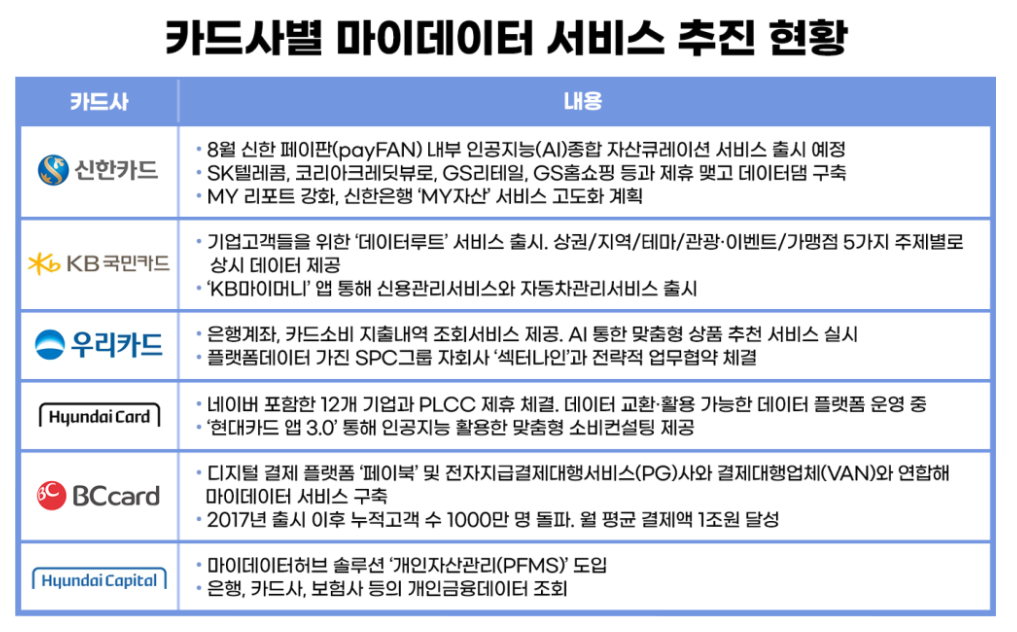 카드사별 마이데이터 서비스 추진 현황
카드사
내용
신한카드
• 8월 신한 페이판(payFAN) 내부 인공지능(AI)종합 자산큐레이션 서비스 출시 예정
• SK텔레콤, 코리아크레딧뷰로, GS리테일, GS홈쇼핑 등과 제휴 맺고 데이터댐 구축
• MY 리포트 강화, 신한은행 ‘MY자산’ 서비스 고도화 계획
KB국민카드
• 기업고객들을 위한 ‘데이터루트’ 서비스 출시. 상권/지역/테마/관광·이벤트/가맹점 5가지 주제별로
상시 데이터 제공
• ‘KB마이머니’ 앱 통해 신용관리서비스와 자동차관리서비스 출시
우리카드
• 은행계좌, 카드소비 지출내역 조회서비스 제공. AI 통한 맞춤형 상품 추천 서비스 실시
• 플랫폼데이터 가진 SPC그룹 자회사 ‘섹터나인’과 전략적 업무협약 체결
Hyundai Card
• 네이버 포함한 12개 기업과 PLCC 제휴 체결. 데이터 교환·활용 가능한 데이터 플랫폼 운영 중
• ‘현대카드 앱 3.0’ 통해 인공지능 활용한 맞춤형 소비컨설팅 제공
BC BCcard
• 디지털 결제 플랫폼 ‘페이북’ 및 전자지급결제대행서비스(PG)사와 결제대행업체(VAN)와 연합해
마이데이터 서비스 구축
• 2017년 출시 이후 누적고객 수 1000만 명 돌파. 월 평균 결제액 1조원 달성
Hyundai Capital
• 마이데이터허브 솔루션 ‘개인자산관리(PFMS)’ 도입
• 은행, 카드사, 보험사 등의 개인금융데이터 조회